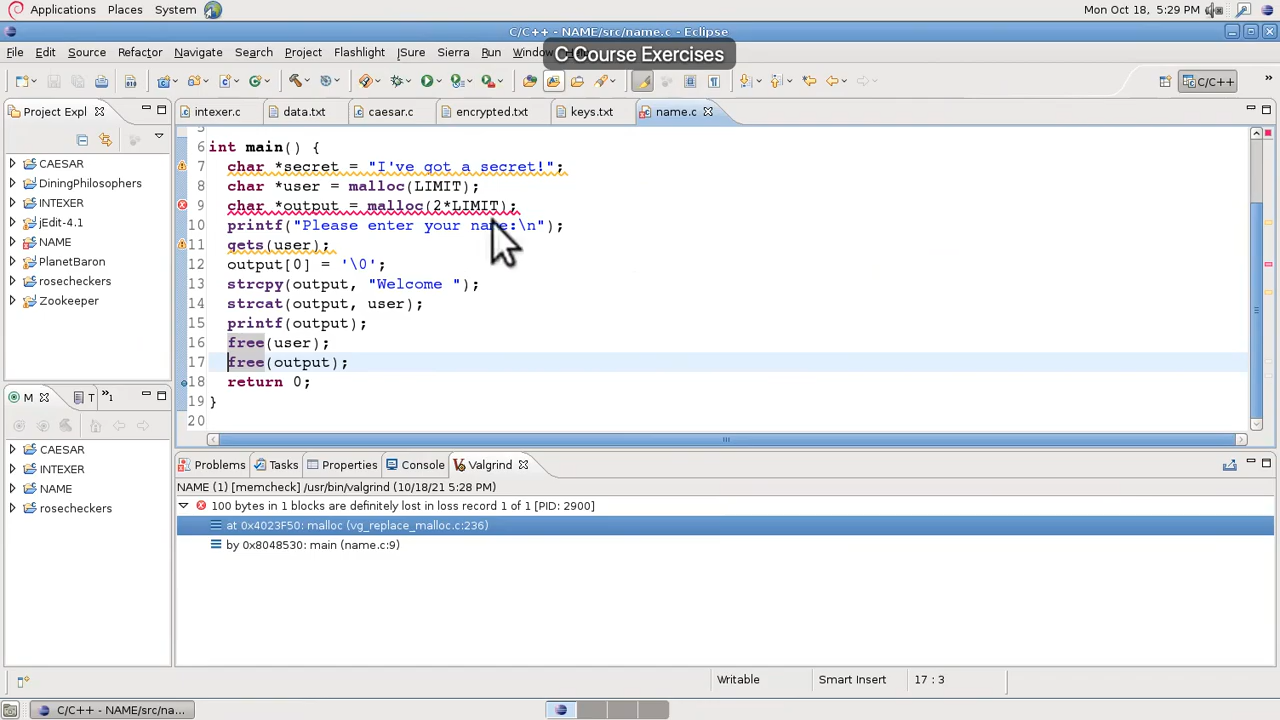 Applications Places System Mon Oct 18, 5:29 PM
C/C++ - NAME/src/name.c - Eclipse
File Edit Source Refactor Navigate Search Project Flashlight JSure Sierra Run Window
C Course Exercises
C/C++
Project Expl
intexer.c data.txt caesar.c encrypted.txt keys.txt name.c
CAESAR
DiningPhilosophers
INTEXER
jEdit-4.1
NAME
PlanetBaron
rosecheckers
Zookeeper
6 int main() {
7 char *secret = "I've got a secret!";
8 char *user = malloc(LIMIT);
9 char *output = malloc(2*LIMIT);
10 printf("Please enter your name:\n");
11 gets(user);
12 output[0] = '\0';
13 strcpy(output, "Welcome ");
14 strcat(output, user);
15 printf(output);
16 free(user);
17 free(output);
18 return 0;
19 }
20
M T »1
CAESAR
INTEXER
NAME
rosecheckers
Problems Tasks Properties Console Valgrind
NAME (1) [memcheck] /usr/bin/valgrind (10/18/21 5:28 PM)
100 bytes in 1 blocks are definitely lost in loss record 1 of 1 [PID: 2900]
at 0x4023F50: malloc (vg_replace_malloc.c:236)
by 0x8048530: main (name.c:9)
Writable Smart Insert 17 : 3
C/C++ - NAME/src/na...